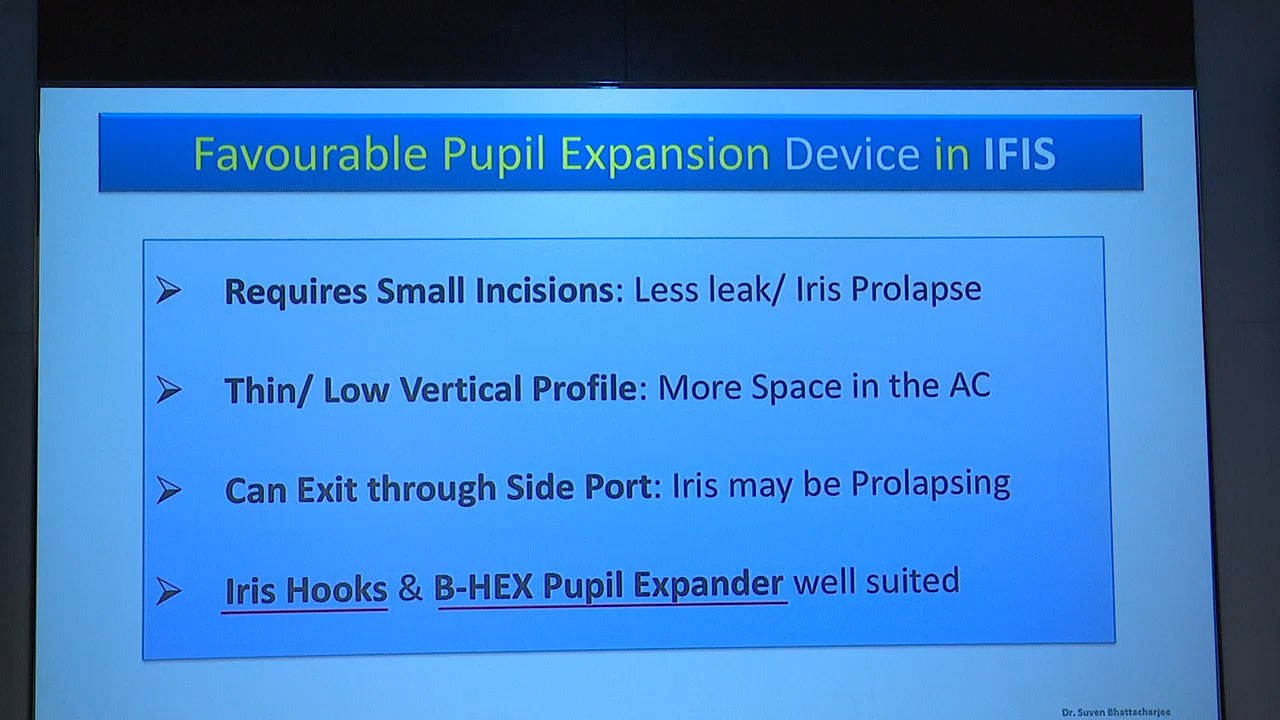 Favourable Pupil Expansion Device in IFIS
Requires Small Incisions: Less leak/ Iris Prolapse
Thin/ Low Vertical Profile: More Space in the AC
Can Exit through Side Port: Iris may be Prolapsing
Iris Hooks & B-HEX Pupil Expander well suited
Dr. Suven Bhattacharjee